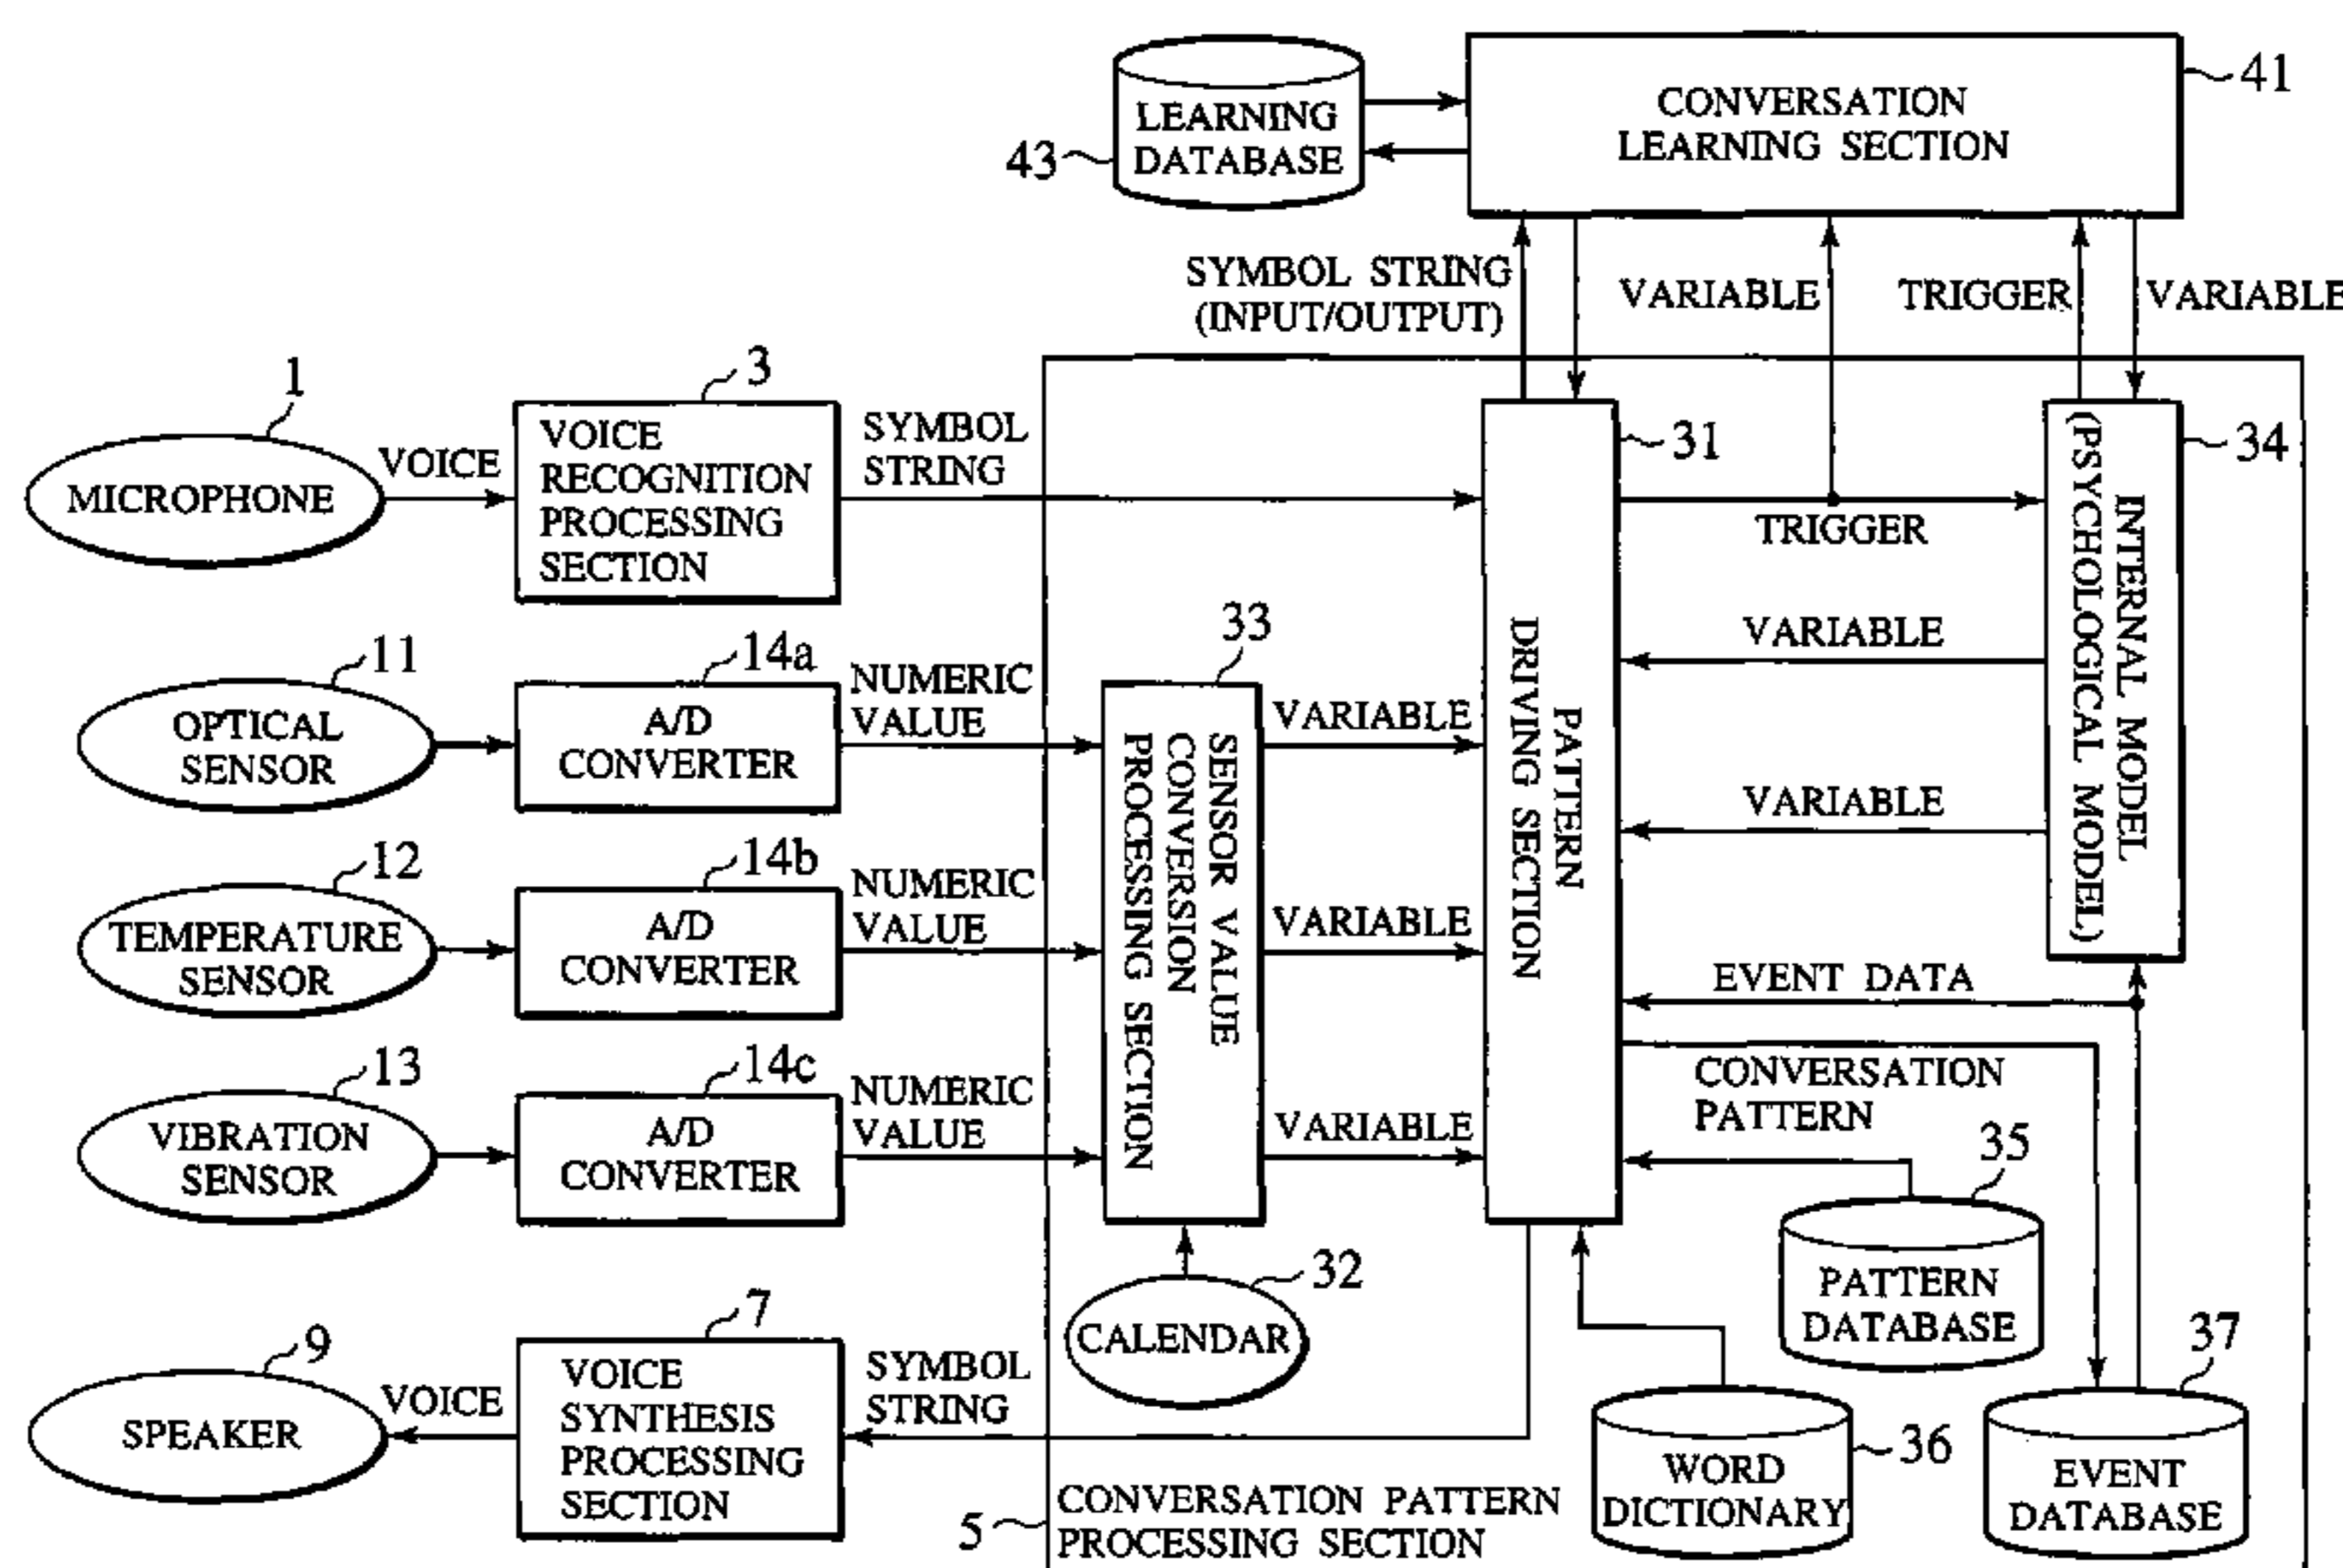 41
LEARNING
DATABASE
43
CONVERSATION
LEARNING SECTION
SYMBOL STRING
(INPUT/OUTPUT)
VARIABLE
TRIGGER
VARIABLE
1
MICROPHONE
VOICE
3
VOICE
RECOGNITION
PROCESSING
SECTION
SYMBOL
STRING
31
34
TRIGGER
INTERNAL MODEL
(PSYCHOLOGICAL MODEL)
VARIABLE
VARIABLE
11
OPTICAL
SENSOR
14a
A/D
CONVERTER
NUMERIC
VALUE
33
SENSOR VALUE
CONVERSION
PROCESSING SECTION
VARIABLE
PATTERN
DRIVING SECTION
12
TEMPERATURE
SENSOR
14b
A/D
CONVERTER
NUMERIC
VALUE
VARIABLE
EVENT DATA
13
VIBRATION
SENSOR
14c
A/D
CONVERTER
NUMERIC
VALUE
VARIABLE
CONVERSATION
PATTERN
35
PATTERN
DATABASE
32
CALENDAR
9
SPEAKER
VOICE
7
VOICE
SYNTHESIS
PROCESSING
SECTION
SYMBOL
STRING
36
WORD
DICTIONARY
37
EVENT
DATABASE
5
CONVERSATION PATTERN
PROCESSING SECTION